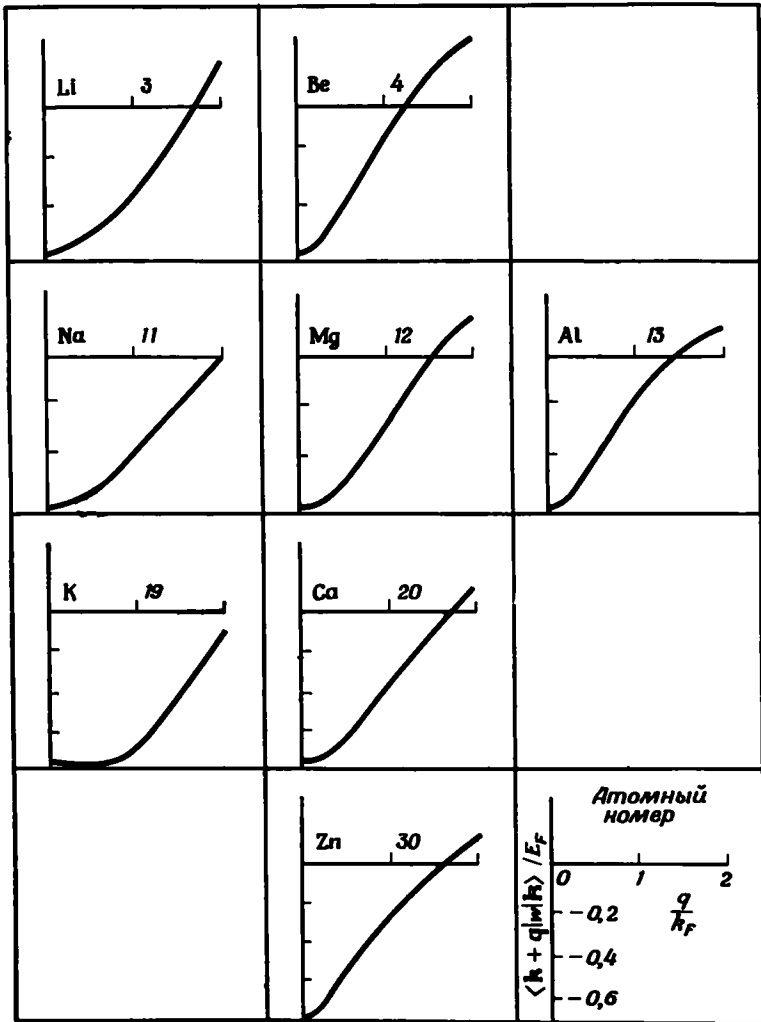 Li 3
Be 4
Na 11
Mg 12
Al 13
K 19
Ca 20
Zn 30
Атомный
номер
⟨k + q|w|k⟩ / E_F
0 1 2
q/k_F
-0,2
-0,4
-0,6